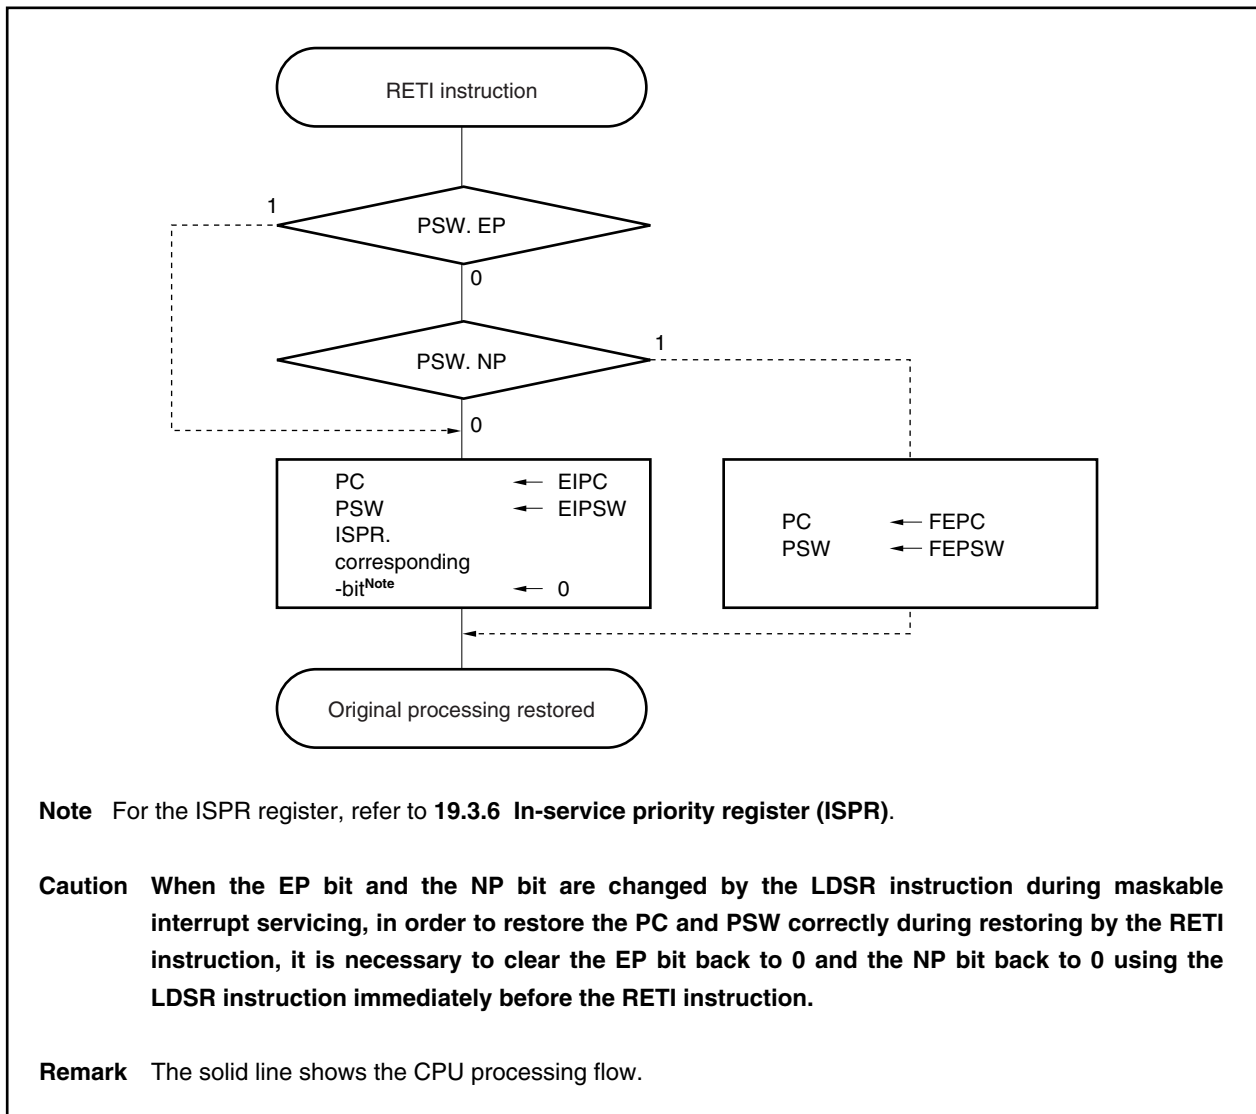 RETI instruction
1
PSW. EP
0
PSW. NP
1
0
PC ← EIPC
PSW ← EIPSW
ISPR.
corresponding
-bitNote ← 0
PC ← FEPC
PSW ← FEPSW
Original processing restored
Note For the ISPR register, refer to 19.3.6 In-service priority register (ISPR).
Caution When the EP bit and the NP bit are changed by the LDSR instruction during maskable
interrupt servicing, in order to restore the PC and PSW correctly during restoring by the RETI
instruction, it is necessary to clear the EP bit back to 0 and the NP bit back to 0 using the
LDSR instruction immediately before the RETI instruction.
Remark The solid line shows the CPU processing flow.